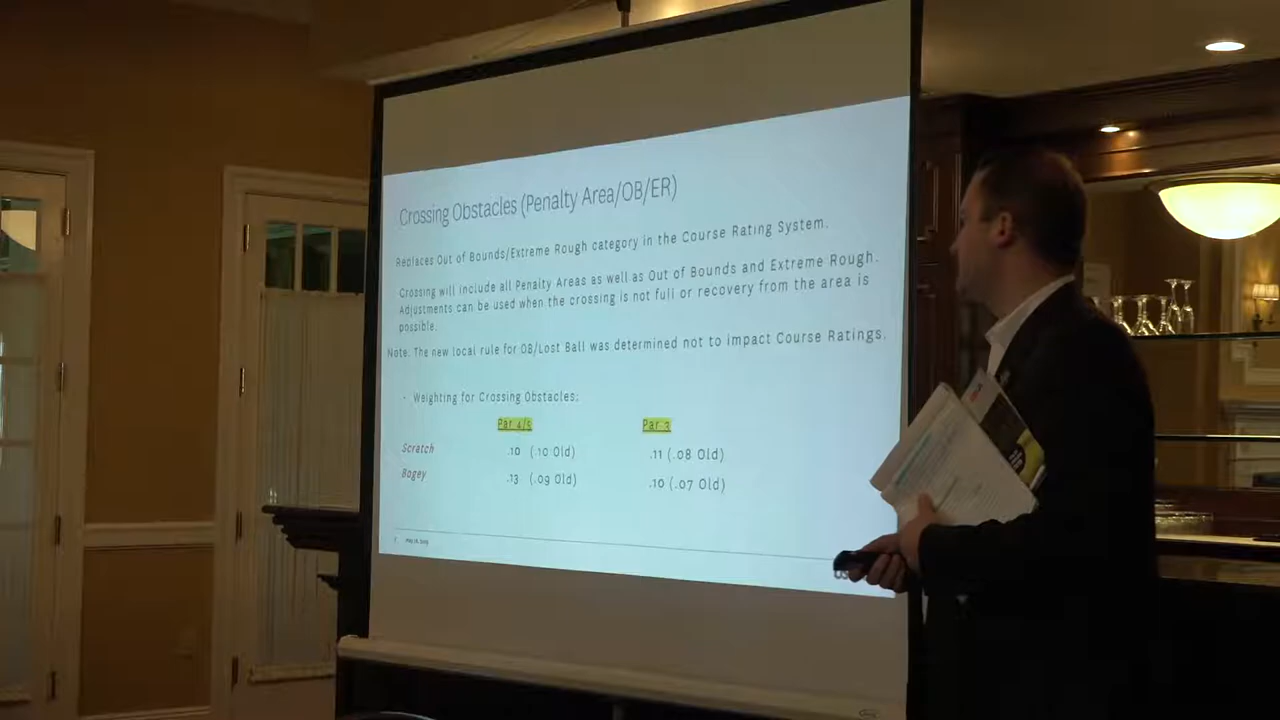 Crossing Obstacles (Penalty Area/OB/ER)
Replaces Out of Bounds/Extreme Rough category in the Course Rating System.
Crossing will include all Penalty Areas as well as Out of Bounds and Extreme Rough.
Adjustments can be used when the crossing is not full or recovery from the area is
possible.
Note: The new local rule for OB/Lost Ball was determined not to impact Course Ratings.
· Weighting for Crossing Obstacles:
Par 4/5 Par 3
Scratch .10 (.10 Old) .11 (.08 Old)
Bogey .13 (.09 Old) .10 (.07 Old)